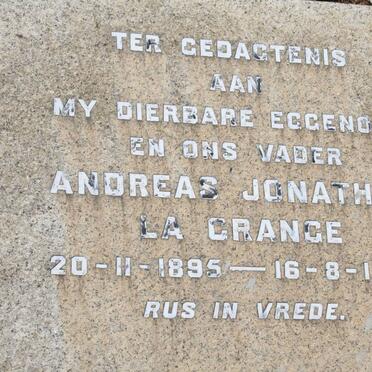 TER GEDAGTENIS
AAN
MY DIERBARE EGGENO
EN ONS VADER
ANDREAS JONATH
LA GRANGE
20-11-1895 — 16-8-1
RUS IN VREDE.